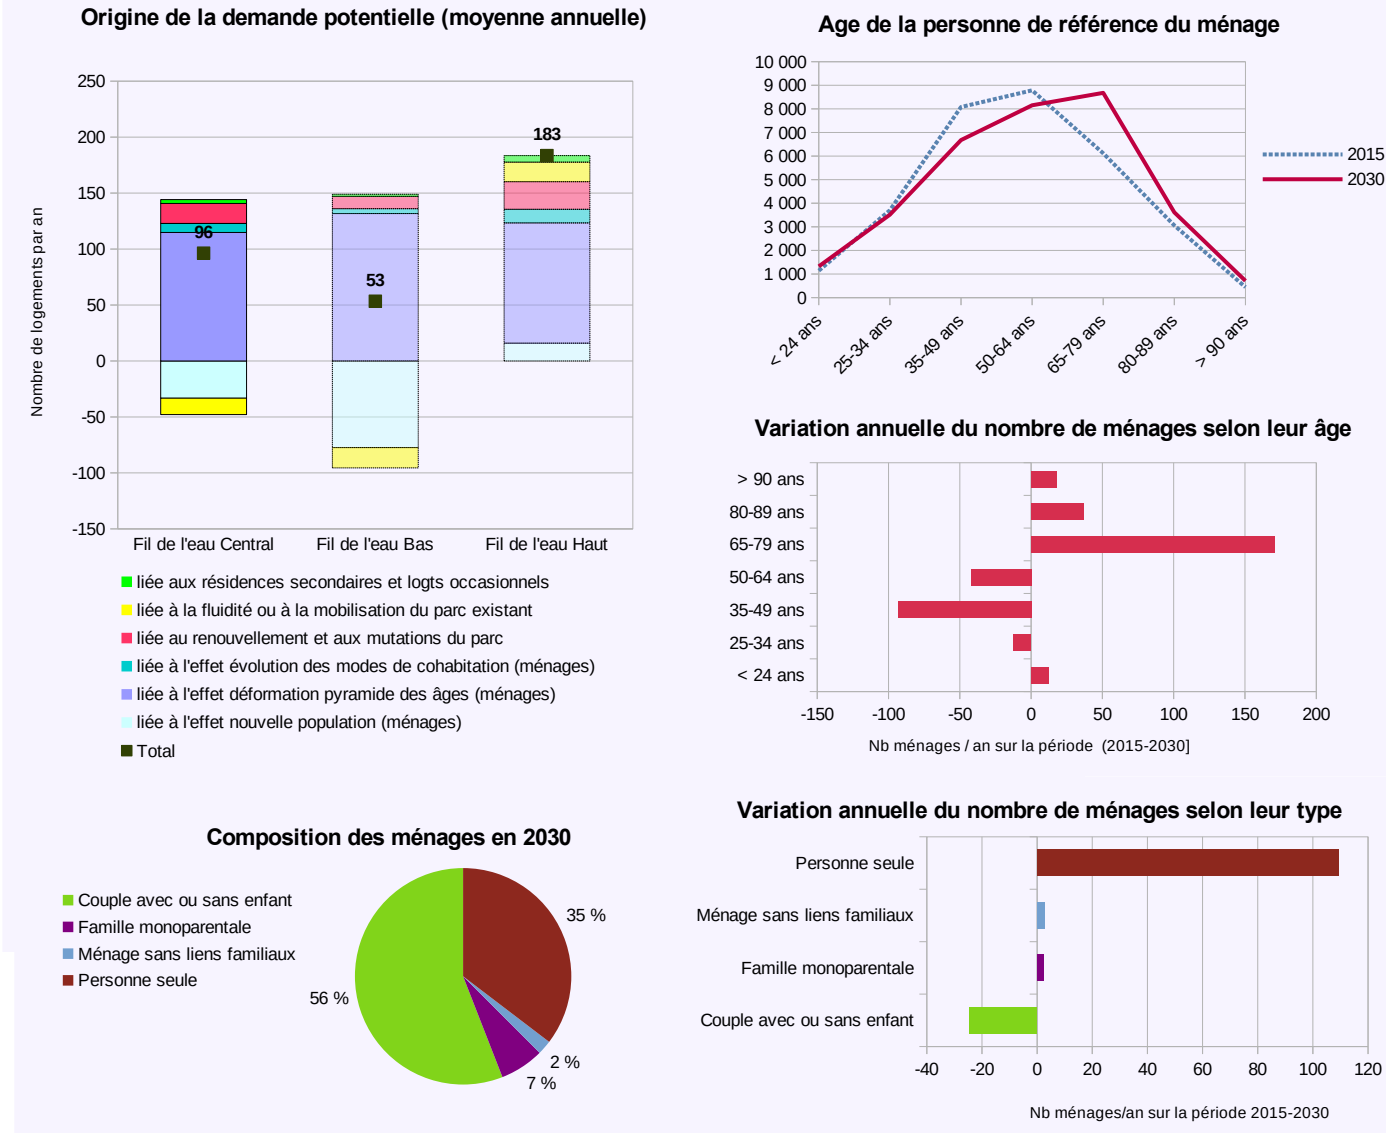 Origine de la demande potentielle (moyenne annuelle)
Nombre de logements par an
250
200
150
100
50
0
-50
-100
-150
96
53
183
Fil de l'eau Central
Fil de l'eau Bas
Fil de l'eau Haut
liée aux résidences secondaires et logts occasionnels
liée à la fluidité ou à la mobilisation du parc existant
liée au renouvellement et aux mutations du parc
liée à l'effet évolution des modes de cohabitation (ménages)
liée à l'effet déformation pyramide des âges (ménages)
liée à l'effet nouvelle population (ménages)
Total
Age de la personne de référence du ménage
10 000
9 000
8 000
7 000
6 000
5 000
4 000
3 000
2 000
1 000
0
< 24 ans
25-34 ans
35-49 ans
50-64 ans
65-79 ans
80-89 ans
> 90 ans
2015
2030
Variation annuelle du nombre de ménages selon leur âge
> 90 ans
80-89 ans
65-79 ans
50-64 ans
35-49 ans
25-34 ans
< 24 ans
-150
-100
-50
0
50
100
150
200
Nb ménages / an sur la période (2015-2030]
Composition des ménages en 2030
Couple avec ou sans enfant
Famille monoparentale
Ménage sans liens familiaux
Personne seule
35 %
2 %
7 %
56 %
Variation annuelle du nombre de ménages selon leur type
Personne seule
Ménage sans liens familiaux
Famille monoparentale
Couple avec ou sans enfant
-40
-20
0
20
40
60
80
100
120
Nb ménages/an sur la période 2015-2030